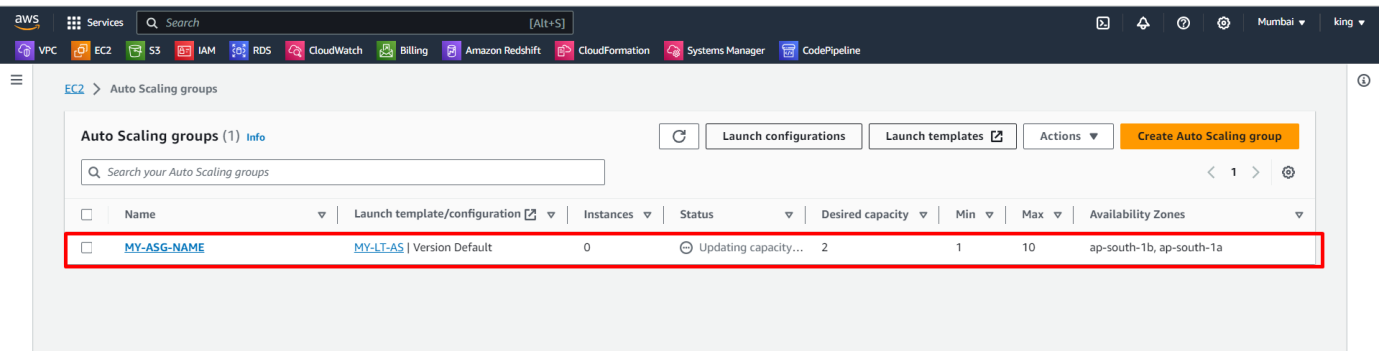 aws Services Search [Alt+S] Mumbai ▼ king ▼
VPC EC2 S3 IAM RDS CloudWatch Billing Amazon Redshift CloudFormation Systems Manager CodePipeline
EC2 > Auto Scaling groups
Auto Scaling groups (1) Info Launch configurations Launch templates Actions ▼ Create Auto Scaling group
Search your Auto Scaling groups < 1 >
Name Launch template/configuration Instances Status Desired capacity Min Max Availability Zones
MY-ASG-NAME MY-LT-AS | Version Default 0 Updating capacity... 2 1 10 ap-south-1b, ap-south-1a